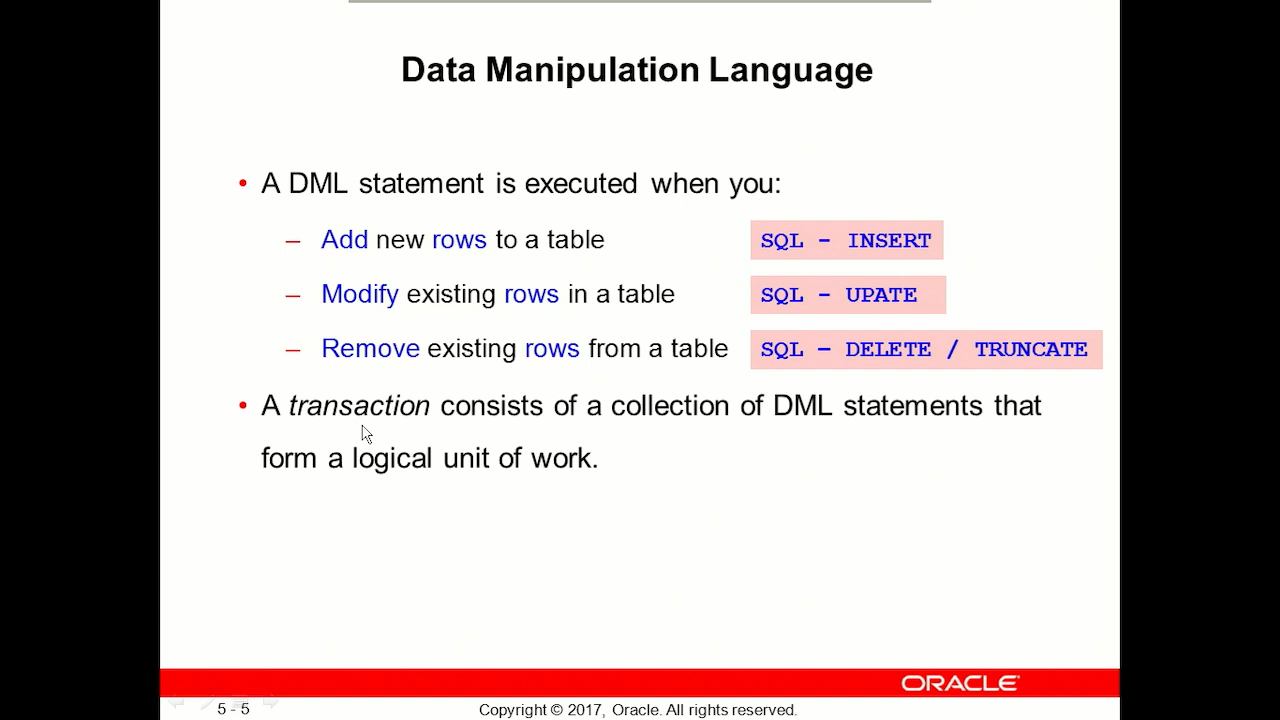 Data Manipulation Language
• A DML statement is executed when you:
– Add new rows to a table SQL - INSERT
– Modify existing rows in a table SQL - UPATE
– Remove existing rows from a table SQL – DELETE / TRUNCATE
• A transaction consists of a collection of DML statements that
form a logical unit of work.
ORACLE
5 - 5 Copyright © 2017, Oracle. All rights reserved.